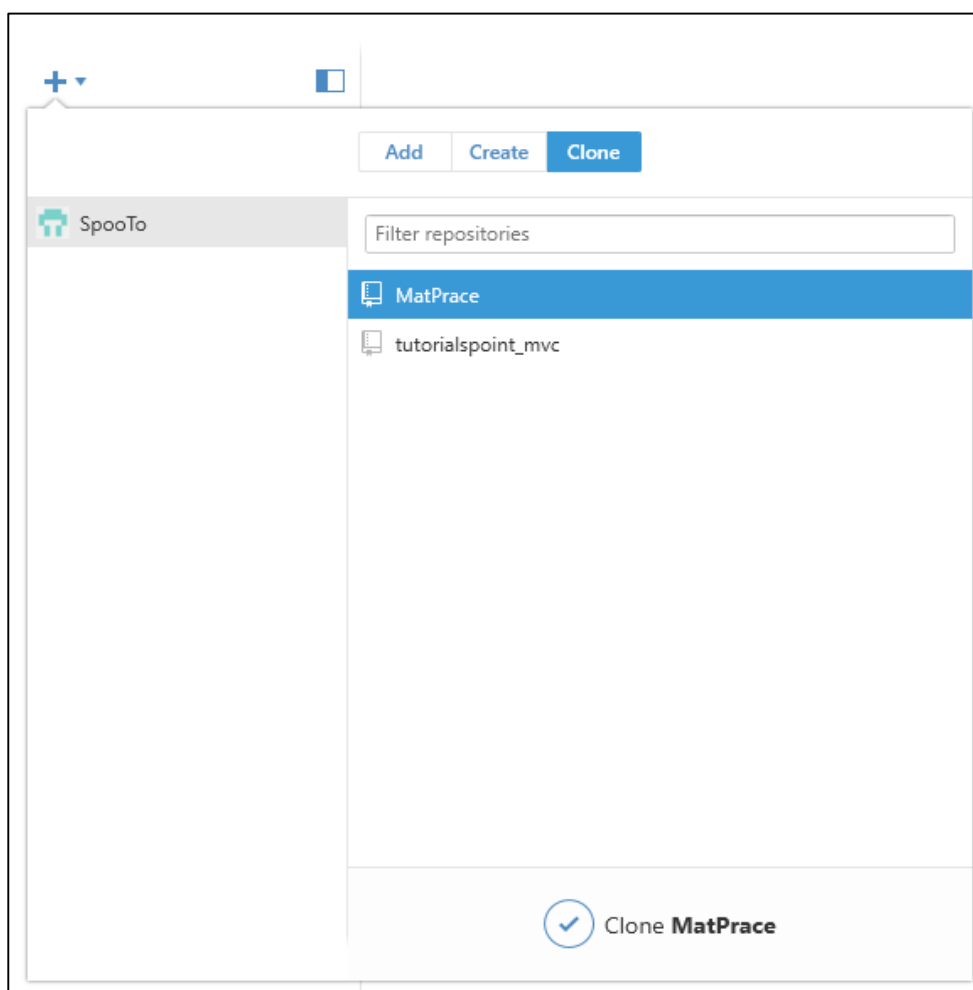 Add Create Clone
SpooTo
Filter repositories
MatPrace
tutorialspoint_mvc
Clone MatPrace